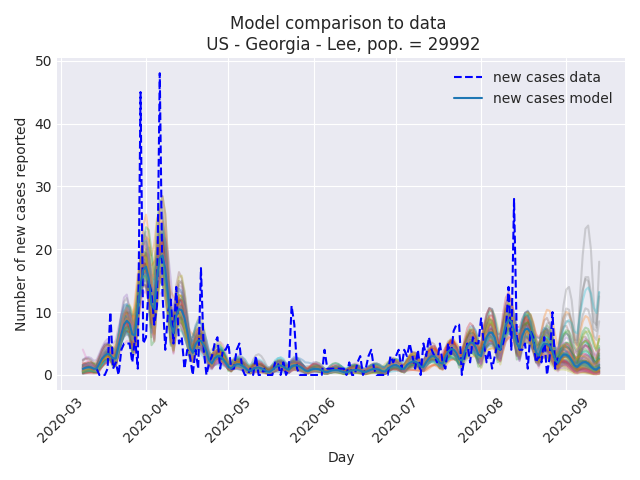 Model comparison to data
US - Georgia - Lee, pop. = 29992
new cases data
new cases model
Number of new cases reported
50
40
30
20
10
0
2020-03
2020-04
2020-05
2020-06
2020-07
2020-08
2020-09
Day